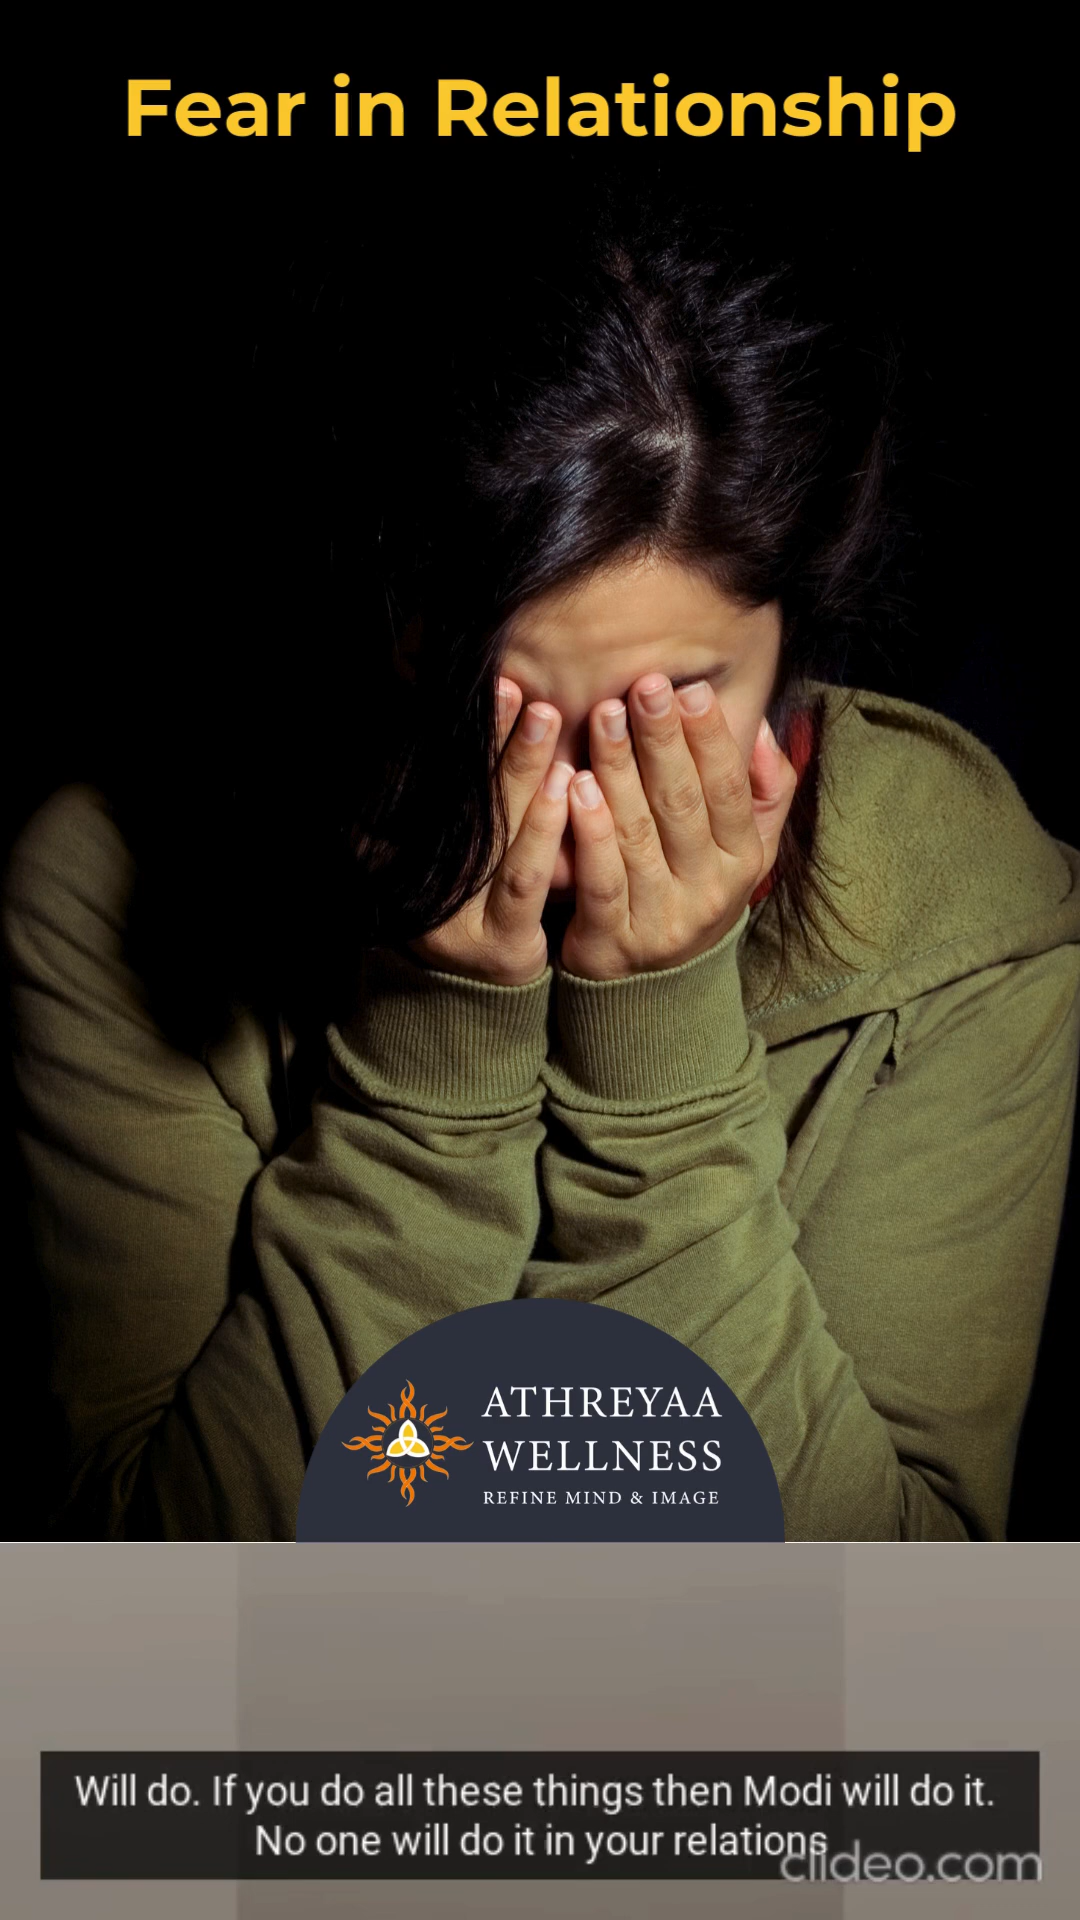 Fear in Relationship
ATHREYAA
WELLNESS
REFINE MIND & IMAGE
Will do. If you do all these things then Modi will do it.
No one will do it in your relations
clideo.com